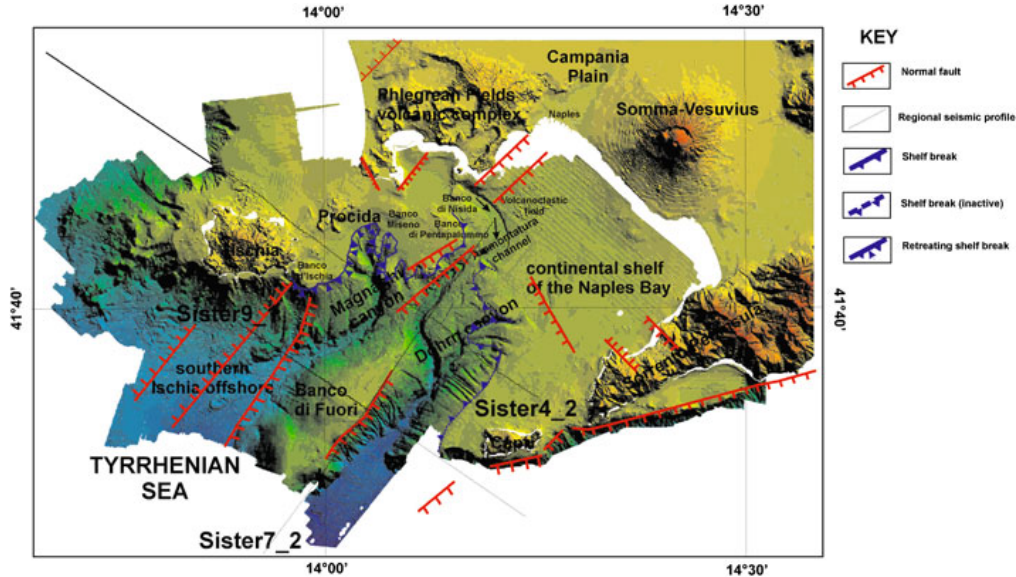 14°00'
14°30'
KEY
Normal fault
Regional seismic profile
Shelf break
Shelf break (inactive)
Retreating shelf break
Campania
Plain
Phlegrean Fields
volcanic complex
Naples
Somma-Vesuvius
Procida
Banco
Miseno
Banco
di Nisida
Volcanoclastic
field
Banco
di Pentapalummo
Ammontatura
channel
Ischia
Banco
d'Ischia
Magnaghi
canyon
continental shelf
of the Naples Bay
41°40'
41°40'
Sister9_
Dohrn canyon
southern
Ischia offshore
Banco
di Fuori
Sister4_2
Capri
TYRRHENIAN
SEA
Sister7_2
14°00'
14°30'